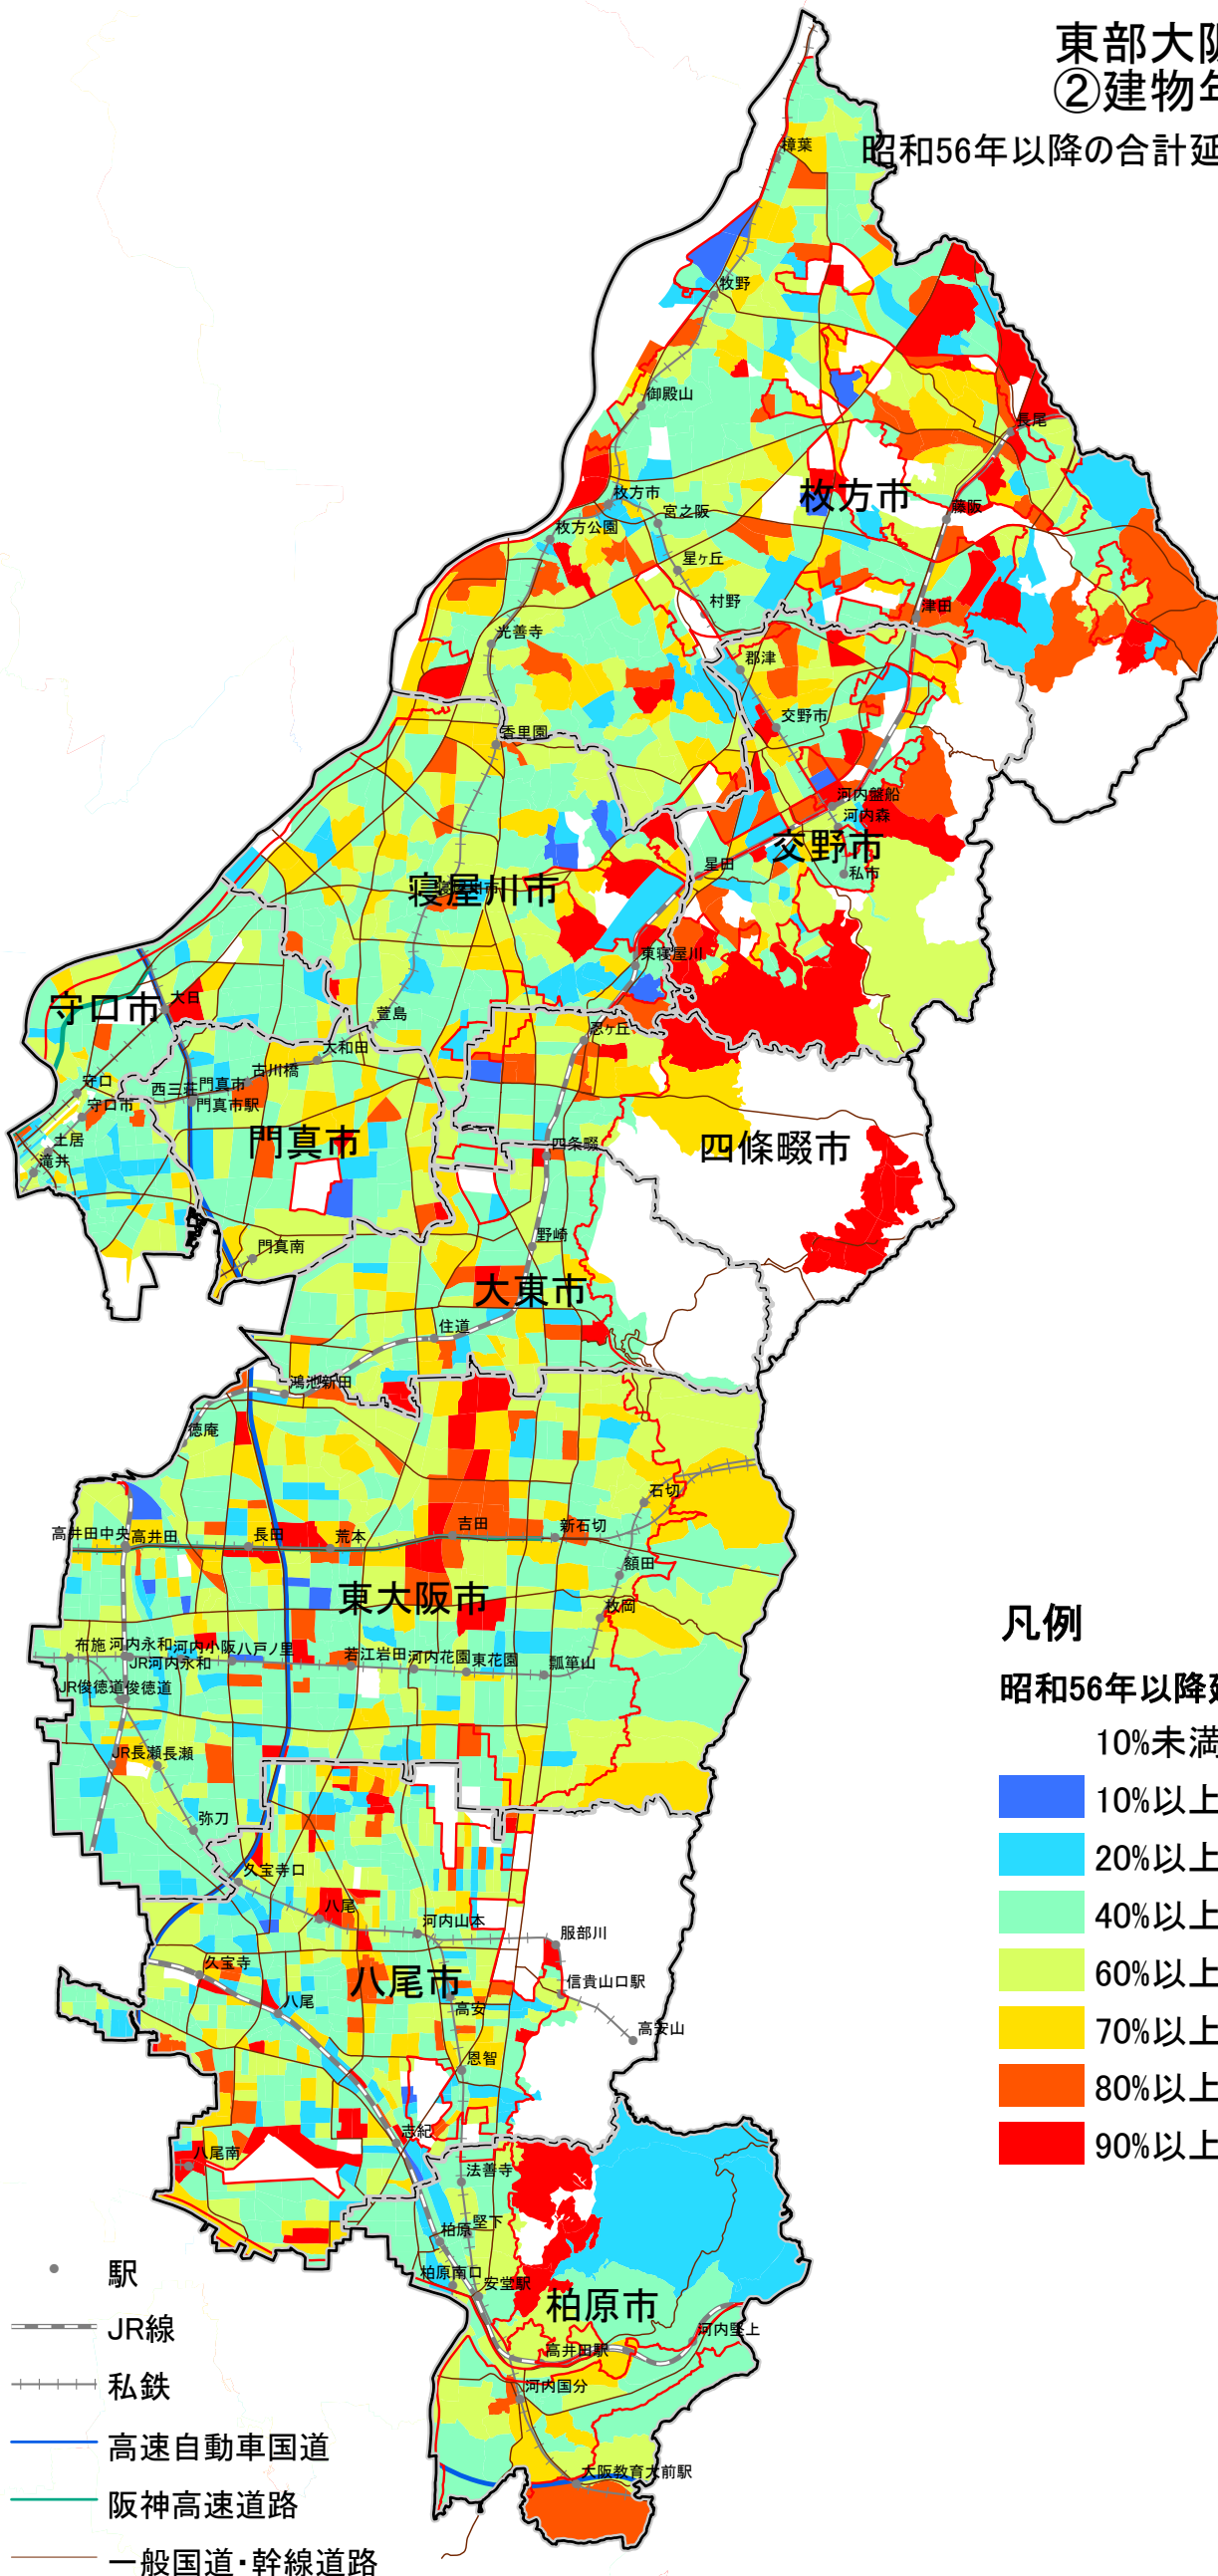 東部大阪
②建物年
昭和56年以降の合計延
樟葉
牧野
御殿山
長尾
枚方市
枚方市
藤阪
宮之阪
枚方公園
星ヶ丘
村野
津田
光善寺
郡津
交野市
香里園
河内盤船
河内森
交野市
星田
私市
寝屋川市
東寝屋川
守口市
大日
萱島
忍ヶ丘
大和田
古川橋
守口
西三荘
門真市
守口市
門真市駅
土居
門真市
四条畷
四條畷市
滝井
野崎
門真南
大東市
住道
鴻池新田
徳庵
石切
吉田
新石切
高井田中央
高井田
長田
荒本
額田
東大阪市
枚岡
布施
河内永和
河内小阪
八戸ノ里
若江岩田
河内花園
東花園
瓢箪山
JR河内永和
JR俊徳道
俊徳道
JR長瀬
長瀬
弥刀
久宝寺口
八尾
河内山本
服部川
久宝寺
八尾市
信貴山口駅
八尾
高安
高安山
恩智
志紀
八尾南
法善寺
柏原
堅下
柏原南口
安堂駅
柏原市
河内堅上
高井田駅
河内国分
大阪教育大前駅
凡例
昭和56年以降延
10%未満
10%以上
20%以上
40%以上
60%以上
70%以上
80%以上
90%以上
駅
JR線
私鉄
高速自動車国道
阪神高速道路
一般国道・幹線道路